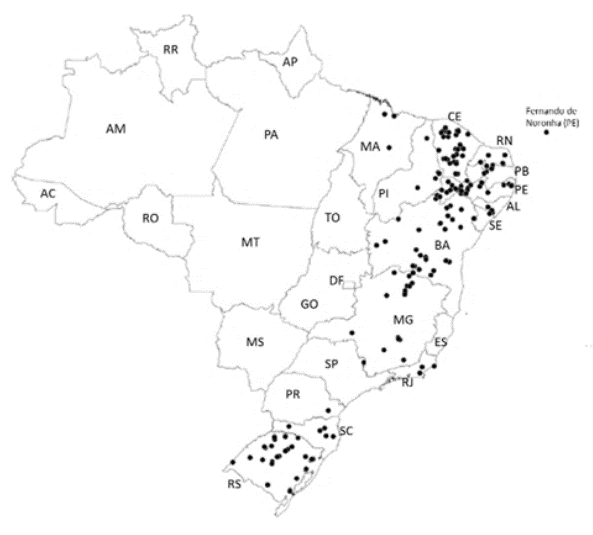 RR
AP
CE
Fernando de
Noronha (PE)
AM
PA
MA
RN
PB
AC
PI
PE
RO
TO
AL
SE
MT
BA
DF
GO
MG
MS
ES
SP
RJ
PR
SC
RS